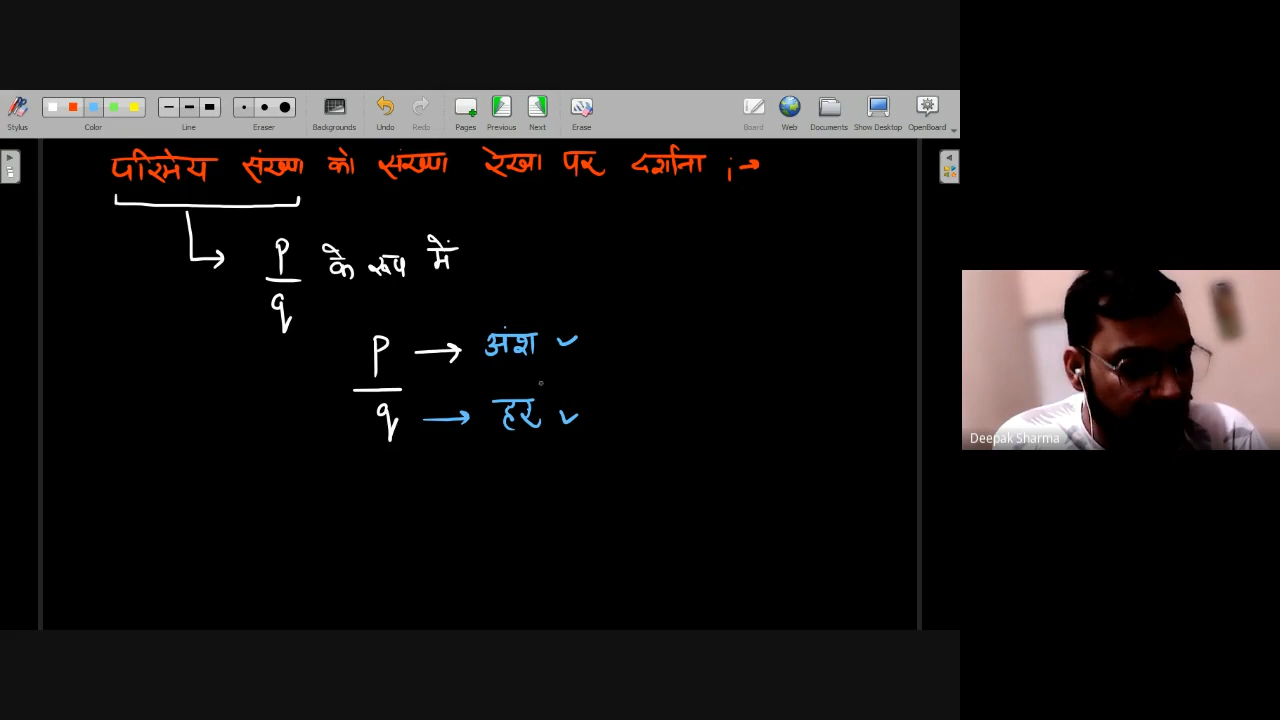 Stylus Color Line Eraser Backgrounds Undo Redo Pages Previous Next Erase Board Web Documents Show Desktop OpenBoard
परिमेय संख्या को संख्या रेखा पर दर्शाना ;→
p/q के रूप में
p → अंश ✓
q → हर ✓
Deepak Sharma